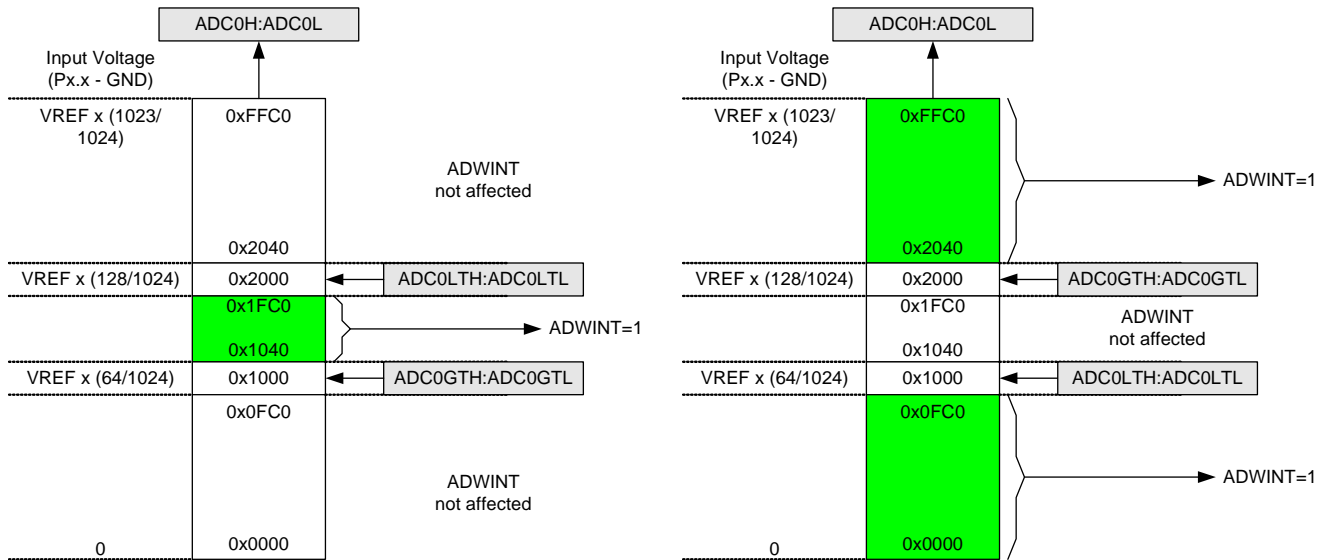 ADC0H:ADC0L
Input Voltage
(Px.x - GND)
VREF x (1023/
1024)
0xFFC0
ADWINT
not affected
0x2040
VREF x (128/1024)
0x2000
ADC0LTH:ADC0LTL
0x1FC0
ADWINT=1
0x1040
VREF x (64/1024)
0x1000
ADC0GTH:ADC0GTL
0x0FC0
ADWINT
not affected
0
0x0000
ADC0H:ADC0L
Input Voltage
(Px.x - GND)
VREF x (1023/
1024)
0xFFC0
ADWINT=1
0x2040
VREF x (128/1024)
0x2000
ADC0GTH:ADC0GTL
0x1FC0
ADWINT
not affected
0x1040
VREF x (64/1024)
0x1000
ADC0LTH:ADC0LTL
0x0FC0
ADWINT=1
0
0x0000